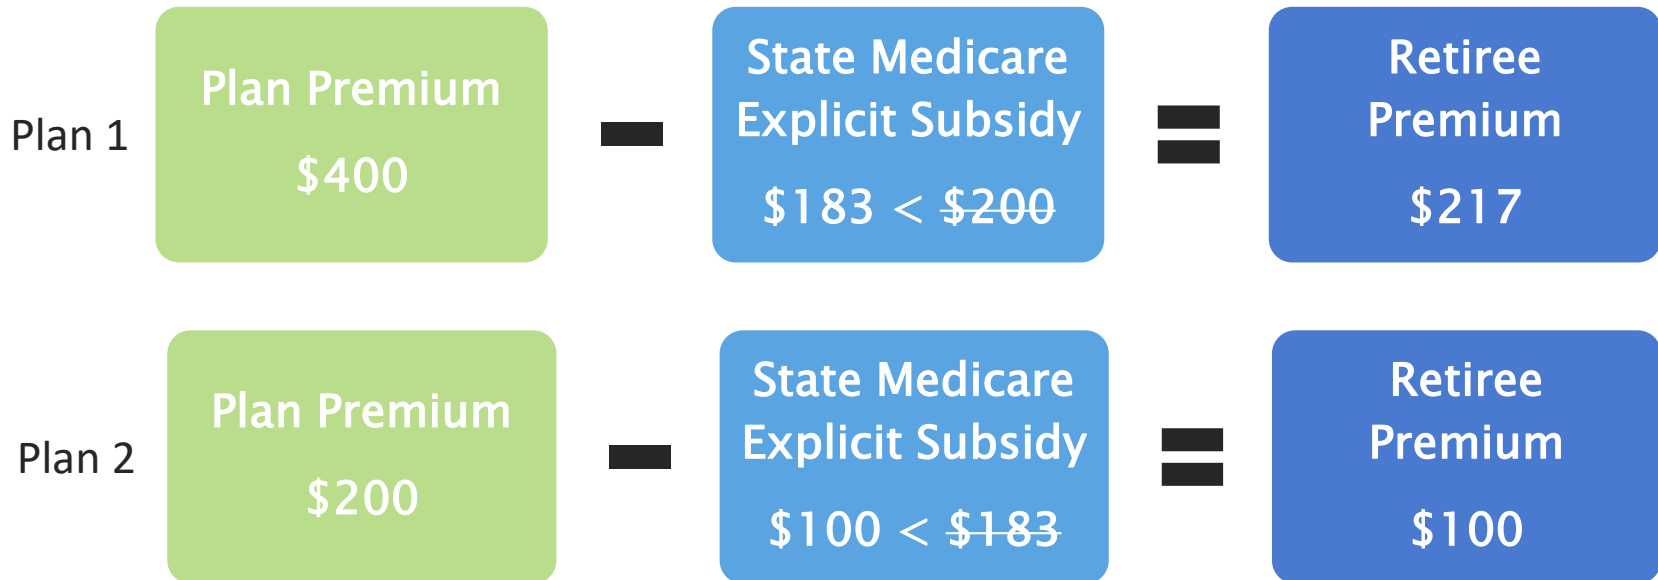 Plan 1
Plan Premium
$400
State Medicare
Explicit Subsidy
$183 < $200
Retiree
Premium
$217
Plan 2
Plan Premium
$200
State Medicare
Explicit Subsidy
$100 < $183
Retiree
Premium
$100